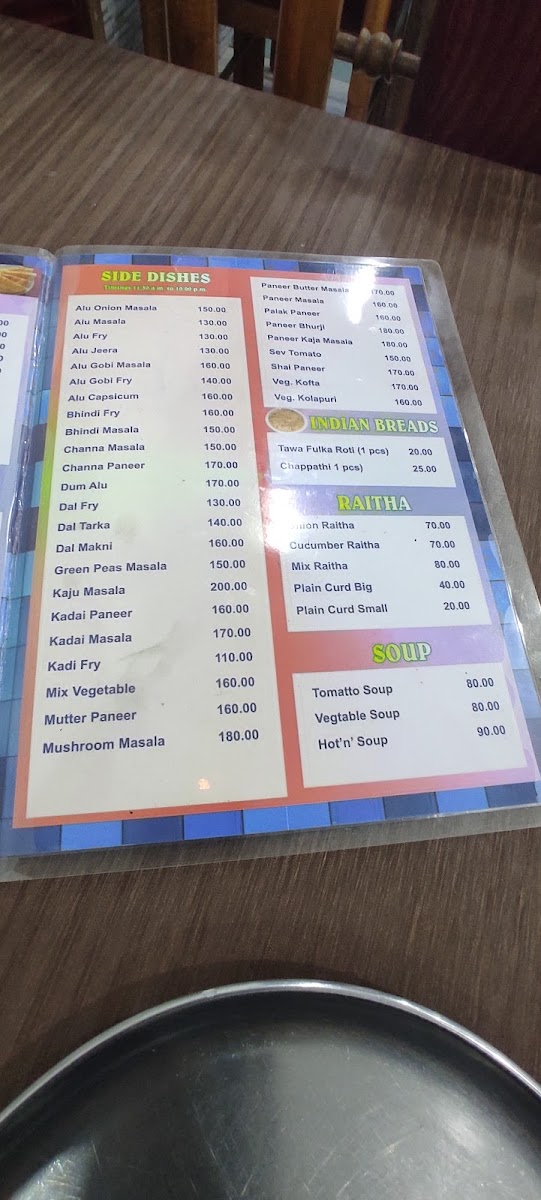 SIDE DISHES
Timings 11.30 a.m. to 10.00 p.m.
Alu Onion Masala 150.00
Alu Masala 130.00
Alu Fry 130.00
Alu Jeera 130.00
Alu Gobi Masala 160.00
Alu Gobi Fry 140.00
Alu Capsicum 160.00
Bhindi Fry 160.00
Bhindi Masala 150.00
Channa Masala 150.00
Channa Paneer 170.00
Dum Alu 170.00
Dal Fry 130.00
Dal Tarka 140.00
Dal Makni 160.00
Green Peas Masala 150.00
Kaju Masala 200.00
Kadai Paneer 160.00
Kadai Masala 170.00
Kadi Fry 110.00
Mix Vegetable 160.00
Mutter Paneer 160.00
Mushroom Masala 180.00
Paneer Butter Masala 170.00
Paneer Masala 160.00
Palak Paneer 160.00
Paneer Bhurji 180.00
Paneer Kaja Masala 180.00
Sev Tomato 150.00
Shai Paneer 170.00
Veg. Kofta 170.00
Veg. Kolapuri 160.00
INDIAN BREADS
Tawa Fulka Roti (1 pcs) 20.00
Chappathi 1 pcs) 25.00
RAITHA
Onion Raitha 70.00
Cucumber Raitha 70.00
Mix Raitha 80.00
Plain Curd Big 40.00
Plain Curd Small 20.00
SOUP
Tomatto Soup 80.00
Vegtable Soup 80.00
Hot'n' Soup 90.00